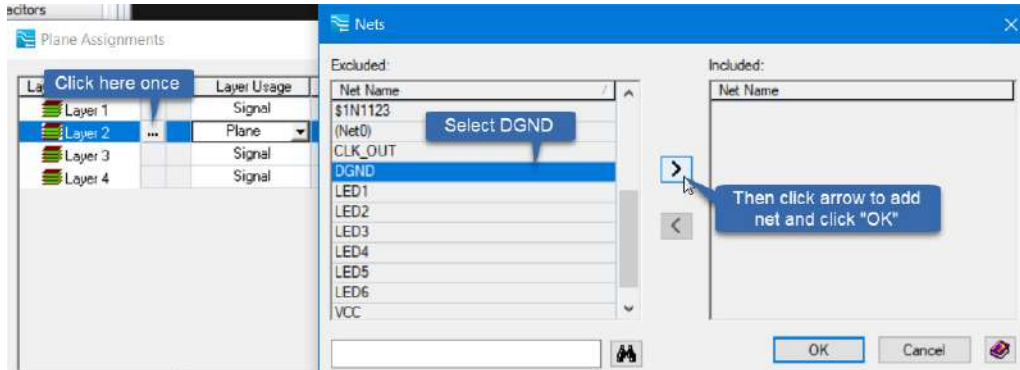 acitors
Plane Assignments
Click here once
Layer Usage
Layer 1
Signal
Layer 2
...
Plane
Layer 3
Signal
Layer 4
Signal
Nets
Excluded:
Net Name
$1N1123
(Net0)
CLK_OUT
DGND
LED1
LED2
LED3
LED4
LED5
LED6
VCC
Select DGND
>
<
Then click arrow to add
net and click "OK"
Included:
Net Name
OK
Cancel